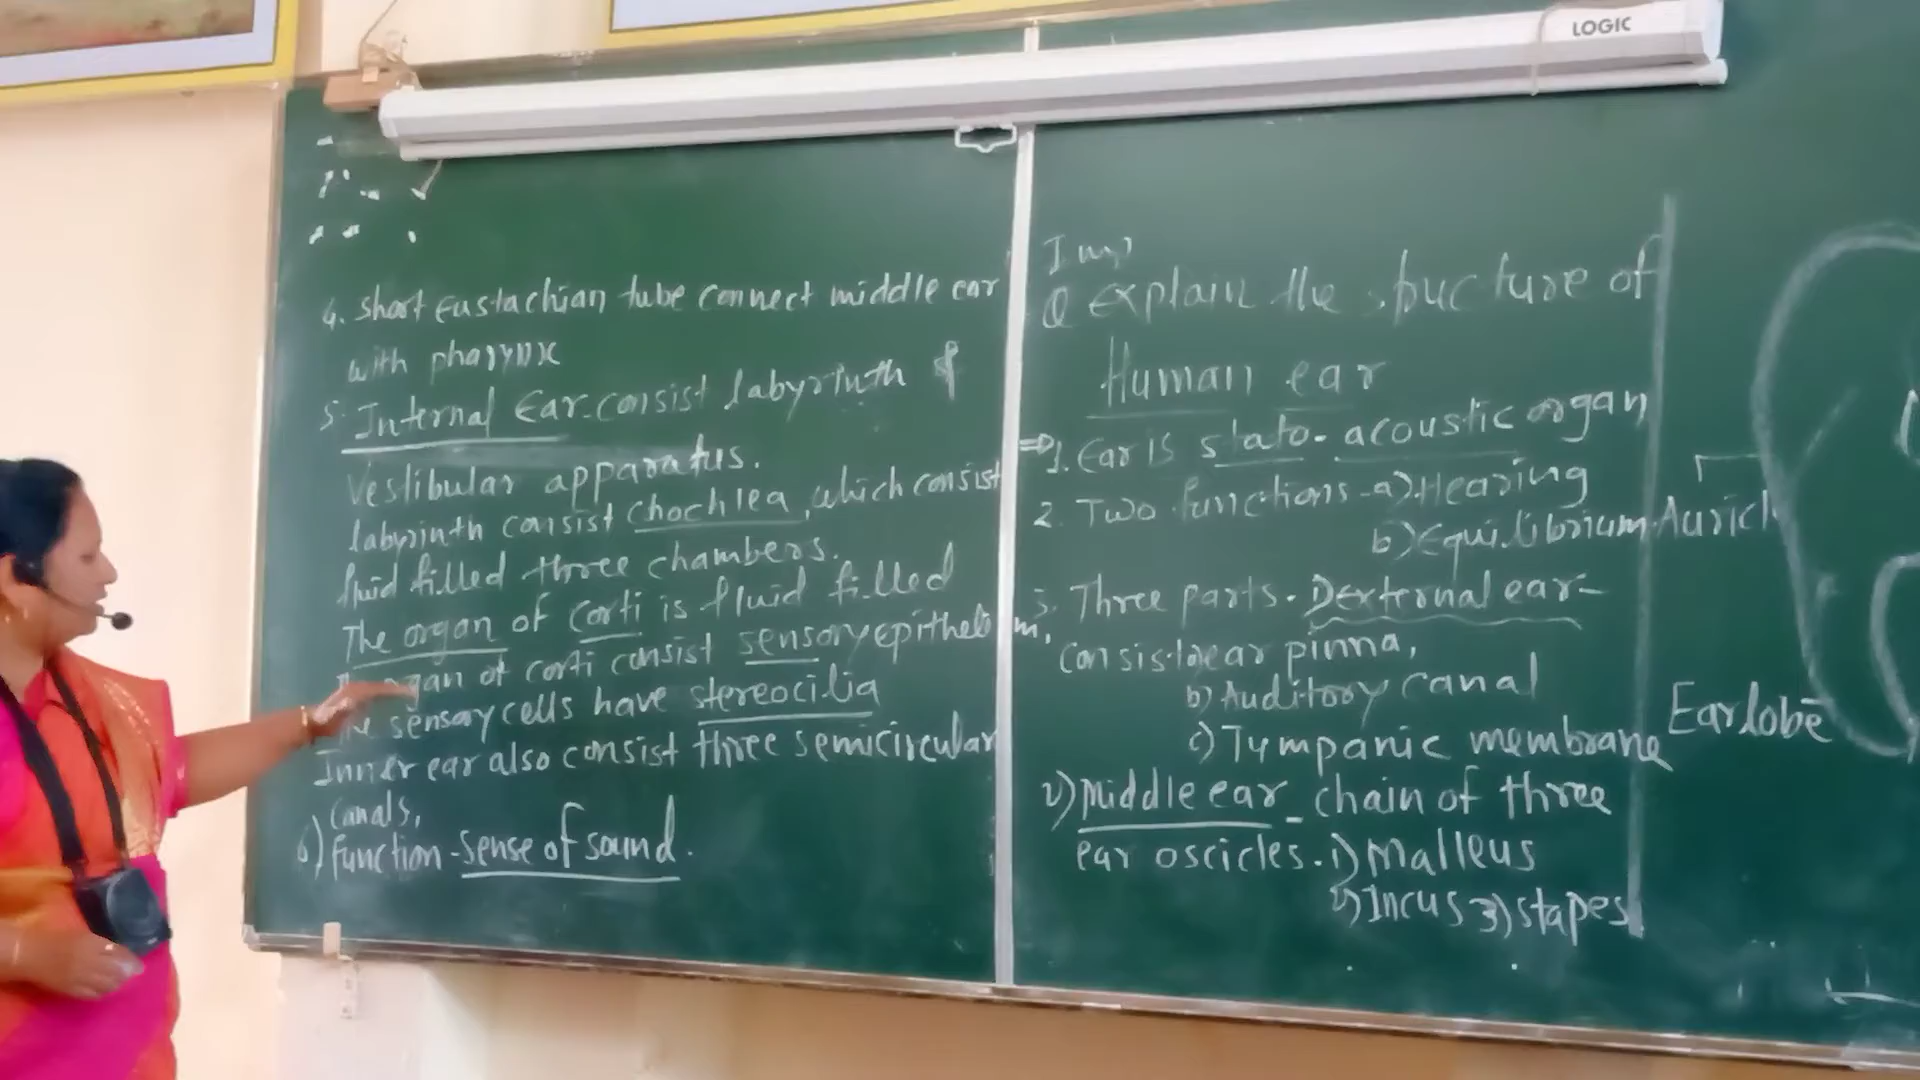 LOGIC
4. Short Eustachian tube connect middle ear
with pharynx
5. Internal Ear-consist labyrinth &
Vestibular apparatus.
labyrinth consist chochlea, which consist
fluid filled three chambers.
The organ of corti is fluid filled
organ of corti consist sensory epithelom.
The sensory cells have stereocilia
Inner ear also consist three semicircular
canals,
6) function-sense of sound.
Imp
Q Explain the structure of
Human ear
⇒1. Ear is stato-acoustic organ
2. Two functions-a) Hearing
b) Equilibrium
3. Three parts. 1) external ear-
Consist a) ear pinna,
b) Auditory canal
c) Tympanic membrane
2) Middle ear - chain of three
ear oscicles. 1) Malleus
2) Incus 3) stapes
Auricl
Earlobe